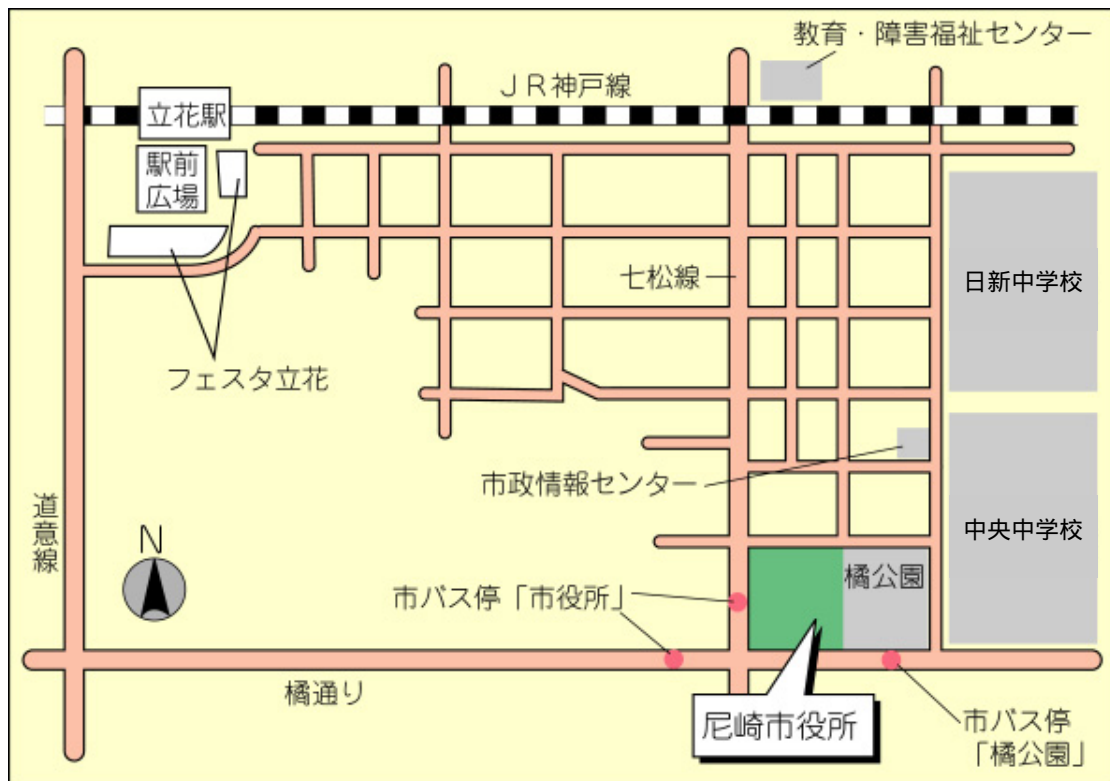 教育・障害福祉センター
JR神戸線
立花駅
駅前
広場
七松線
日新中学校
フェスタ立花
市政情報センター
道意線
中央中学校
N
橘公園
市バス停「市役所」
橘通り
尼崎市役所
市バス停
「橘公園」